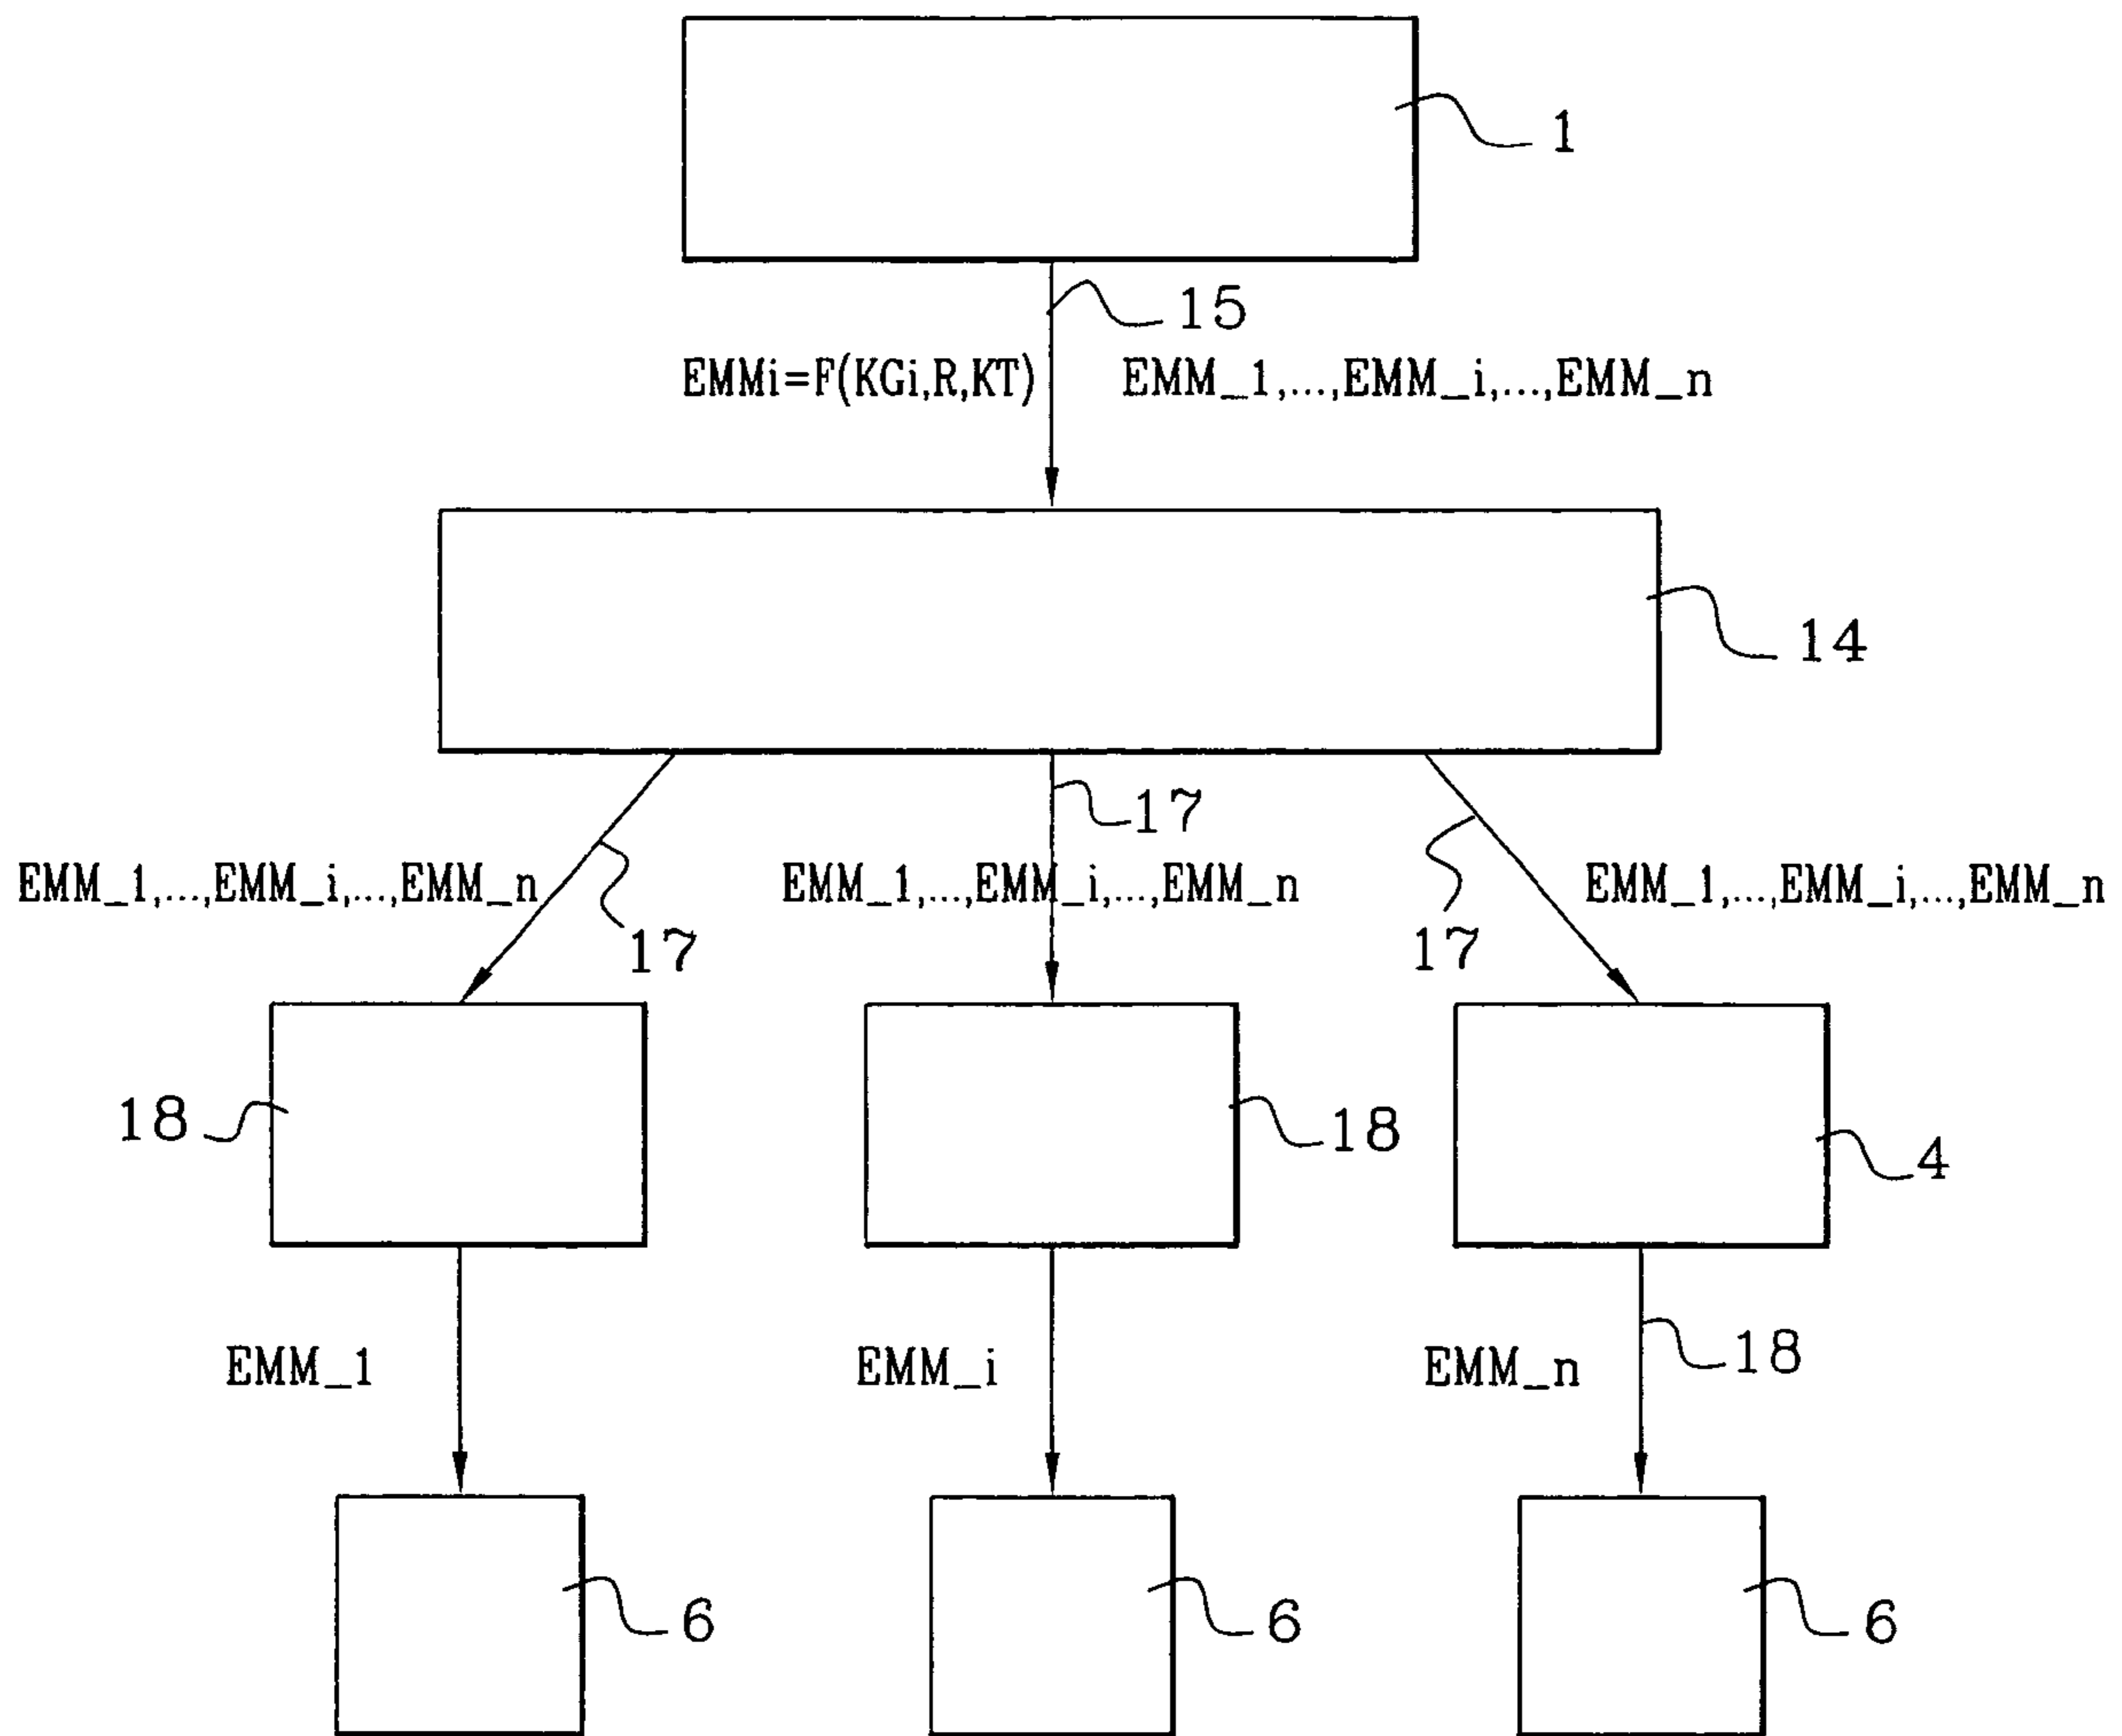 1
15
EMMi=F(KGi,R,KT) EMM_1,...,EMM_i,...,EMM_n
14
17
EMM_1,...,EMM_i,...,EMM_n EMM_1,...,EMM_i,...,EMM_n EMM_1,...,EMM_i,...,EMM_n
17 17
18 18 4
EMM_1 EMM_i EMM_n 18
6 6 6